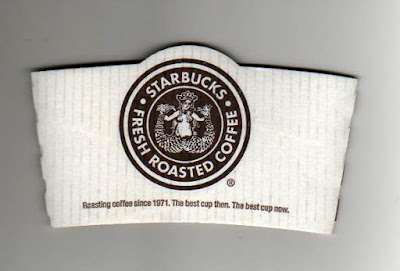 STARBUCKS
FRESH ROASTED COFFEE
®
Roasting coffee since 1971. The best cup then. The best cup now.